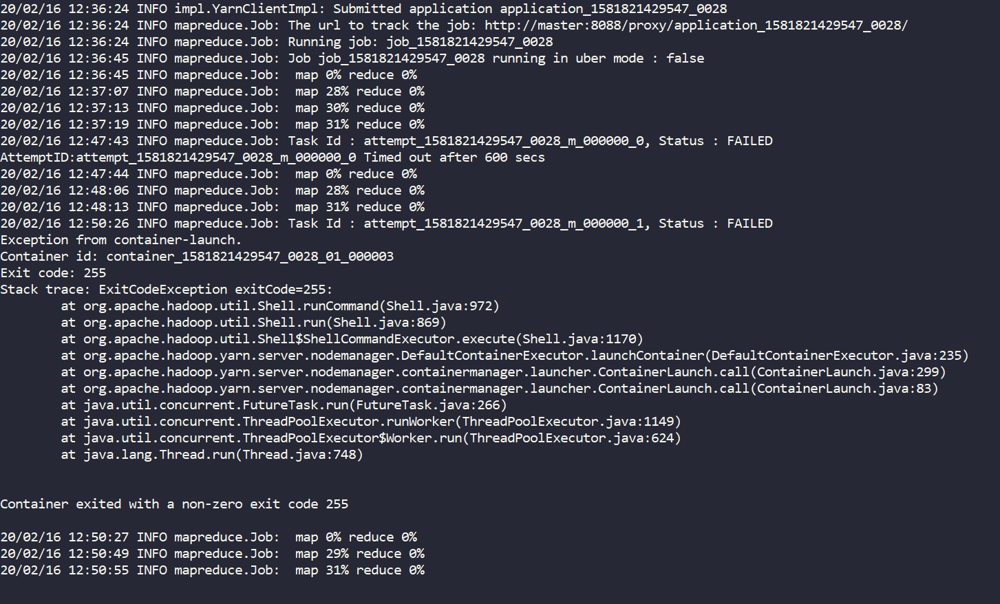 20/02/16 12:36:24 INFO impl.YarnClientImpl: Submitted application application_1581821429547_0028
20/02/16 12:36:24 INFO mapreduce.Job: The url to track the job: http://master:8088/proxy/application_1581821429547_0028/
20/02/16 12:36:24 INFO mapreduce.Job: Running job: job_1581821429547_0028
20/02/16 12:36:45 INFO mapreduce.Job: Job job_1581821429547_0028 running in uber mode : false
20/02/16 12:36:45 INFO mapreduce.Job:  map 0% reduce 0%
20/02/16 12:37:07 INFO mapreduce.Job:  map 28% reduce 0%
20/02/16 12:37:13 INFO mapreduce.Job:  map 30% reduce 0%
20/02/16 12:37:19 INFO mapreduce.Job:  map 31% reduce 0%
20/02/16 12:47:43 INFO mapreduce.Job: Task Id : attempt_1581821429547_0028_m_000000_0, Status : FAILED
AttemptID:attempt_1581821429547_0028_m_000000_0 Timed out after 600 secs
20/02/16 12:47:44 INFO mapreduce.Job:  map 0% reduce 0%
20/02/16 12:48:06 INFO mapreduce.Job:  map 28% reduce 0%
20/02/16 12:48:13 INFO mapreduce.Job:  map 31% reduce 0%
20/02/16 12:50:26 INFO mapreduce.Job: Task Id : attempt_1581821429547_0028_m_000000_1, Status : FAILED
Exception from container-launch.
Container id: container_1581821429547_0028_01_000003
Exit code: 255
Stack trace: ExitCodeException exitCode=255:
        at org.apache.hadoop.util.Shell.runCommand(Shell.java:972)
        at org.apache.hadoop.util.Shell.run(Shell.java:869)
        at org.apache.hadoop.util.Shell$ShellCommandExecutor.execute(Shell.java:1170)
        at org.apache.hadoop.yarn.server.nodemanager.DefaultContainerExecutor.launchContainer(DefaultContainerExecutor.java:235)
        at org.apache.hadoop.yarn.server.nodemanager.containermanager.launcher.ContainerLaunch.call(ContainerLaunch.java:299)
        at org.apache.hadoop.yarn.server.nodemanager.containermanager.launcher.ContainerLaunch.call(ContainerLaunch.java:83)
        at java.util.concurrent.FutureTask.run(FutureTask.java:266)
        at java.util.concurrent.ThreadPoolExecutor.runWorker(ThreadPoolExecutor.java:1149)
        at java.util.concurrent.ThreadPoolExecutor$Worker.run(ThreadPoolExecutor.java:624)
        at java.lang.Thread.run(Thread.java:748)
Container exited with a non-zero exit code 255
20/02/16 12:50:27 INFO mapreduce.Job:  map 0% reduce 0%
20/02/16 12:50:49 INFO mapreduce.Job:  map 29% reduce 0%
20/02/16 12:50:55 INFO mapreduce.Job:  map 31% reduce 0%